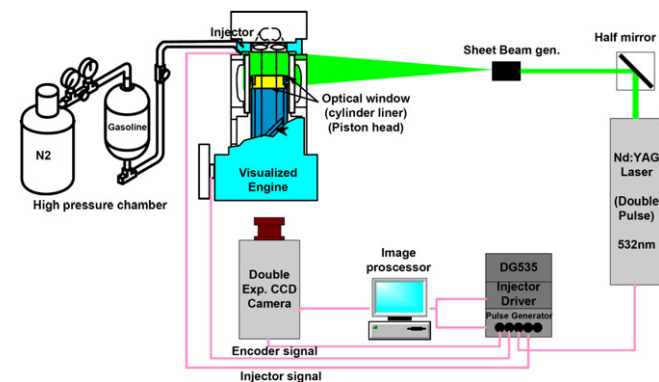 Injector
Half mirror
Sheet Beam gen.
Gasoline
N2
Optical window
(cylinder liner)
(Piston head)
Visualized
Engine
High pressure chamber
Nd:YAG
Laser
(Double
Pulse)
532nm
Double
Exp. CCD
Camera
Image
proscessor
DG535
Injector
Driver
Pulse Generator
Encoder signal
Injector signal